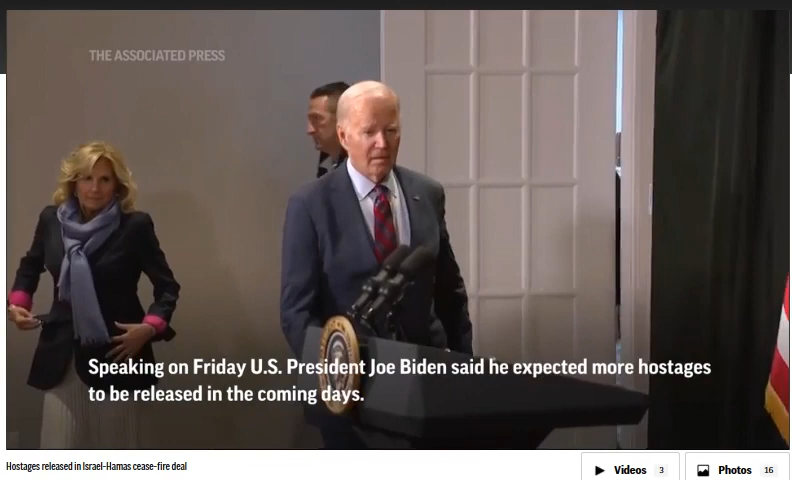 THE ASSOCIATED PRESS
Speaking on Friday U.S. President Joe Biden said he expected more hostages
to be released in the coming days.
Hostages released in Israel-Hamas cease-fire deal
Videos 3 Photos 16